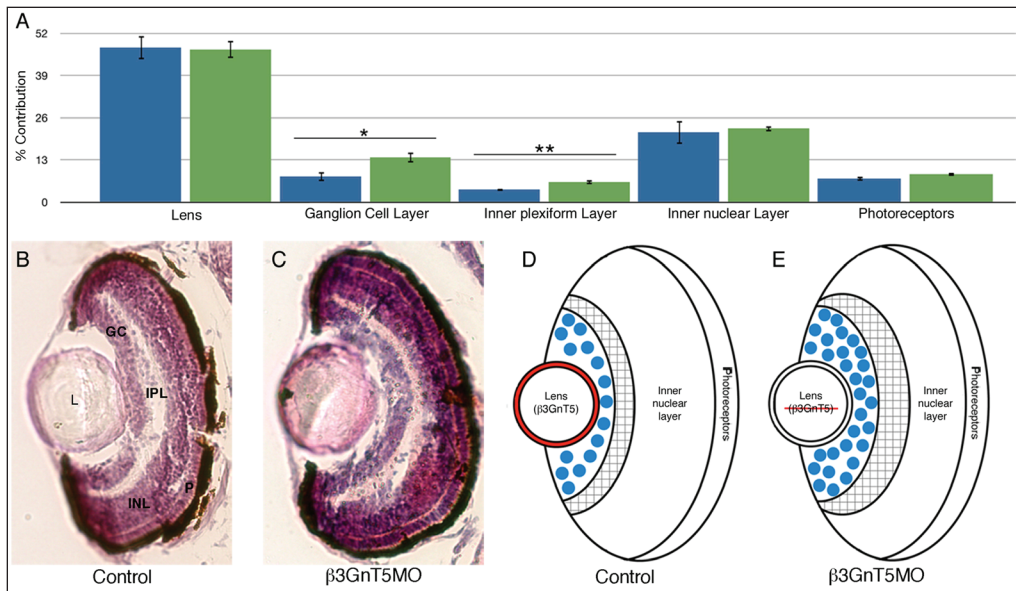 A
% Contribution
52
39
26
13
0
*
**
Lens
Ganglion Cell Layer
Inner plexiform Layer
Inner nuclear Layer
Photoreceptors
B
GC
L
IPL
INL
P
Control
C
β3GnT5MO
D
Lens
(β3GnT5)
Inner
nuclear
layer
Photoreceptors
Control
E
Lens
(β3GnT5)
Inner
nuclear
layer
Photoreceptors
β3GnT5MO